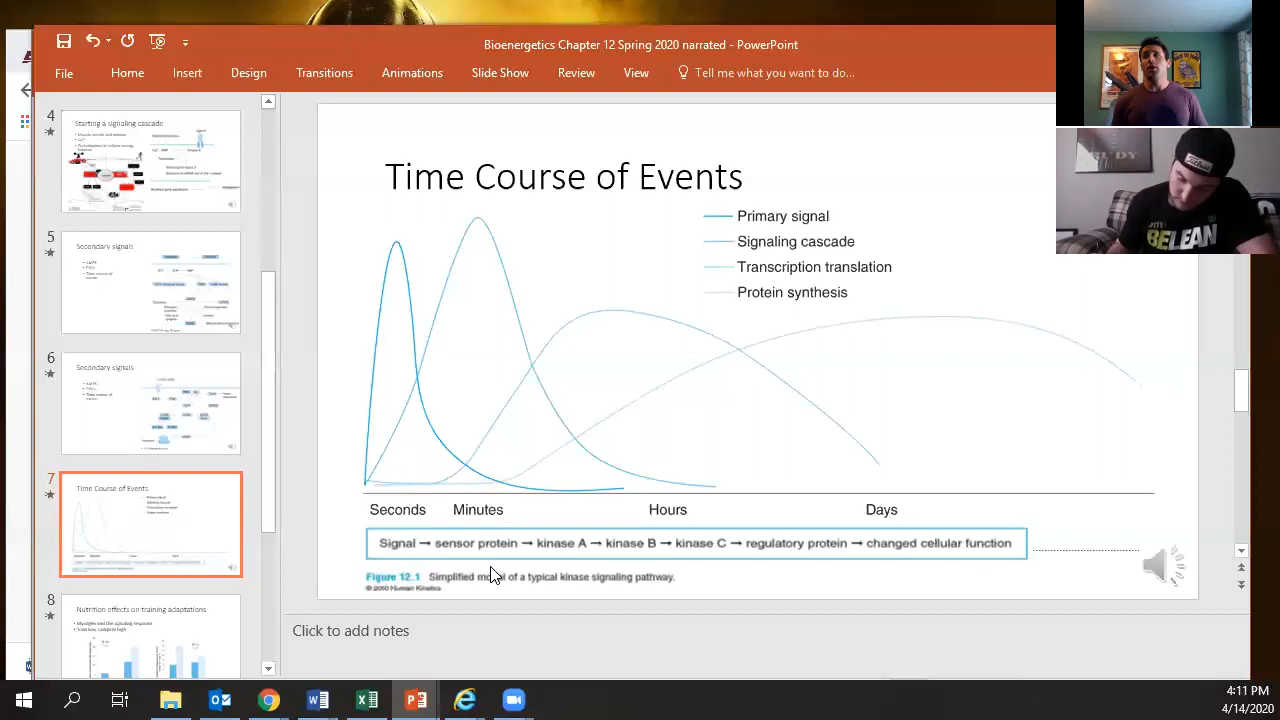 Bioenergetics Chapter 12 Spring 2020 narrated - PowerPoint
File Home Insert Design Transitions Animations Slide Show Review View Tell me what you want to do...
4
Starting a signaling cascade
5
Secondary signals
6
Secondary signals
7
Time Course of Events
8
Nutrition effects on training adaptations
Time Course of Events
Primary signal
Signaling cascade
Transcription translation
Protein synthesis
Seconds Minutes Hours Days
Signal → sensor protein → kinase A → kinase B → kinase C → regulatory protein → changed cellular function
Figure 12.1 Simplified model of a typical kinase signaling pathway.
© 2010 Human Kinetics
Click to add notes
BELEAN
4:11 PM
4/14/2020